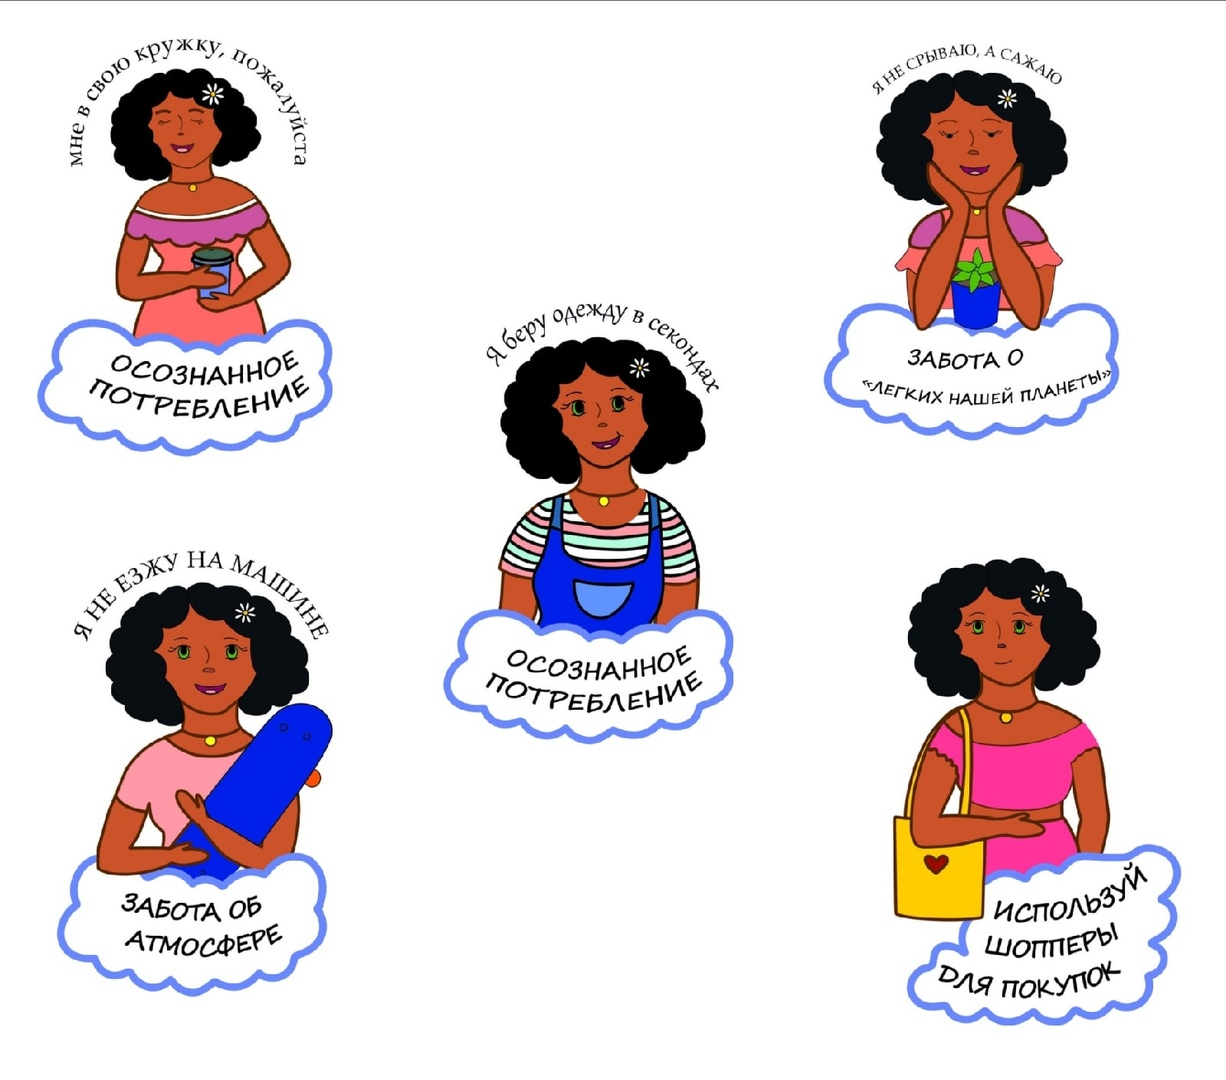 мне в свою кружку, пожалуйста
ОСОЗНАННОЕ
ПОТРЕБЛЕНИЕ
Я НЕ СРЫВАЮ, А САЖАЮ
ЗАБОТА О
«ЛЕГКИХ НАШЕЙ ПЛАНЕТЫ»
Я беру одежду в секондах
ОСОЗНАННОЕ
ПОТРЕБЛЕНИЕ
Я НЕ ЕЗЖУ НА МАШИНЕ
ЗАБОТА ОБ
АТМОСФЕРЕ
ИСПОЛЬЗУЙ
ШОППЕРЫ
ДЛЯ ПОКУПОК